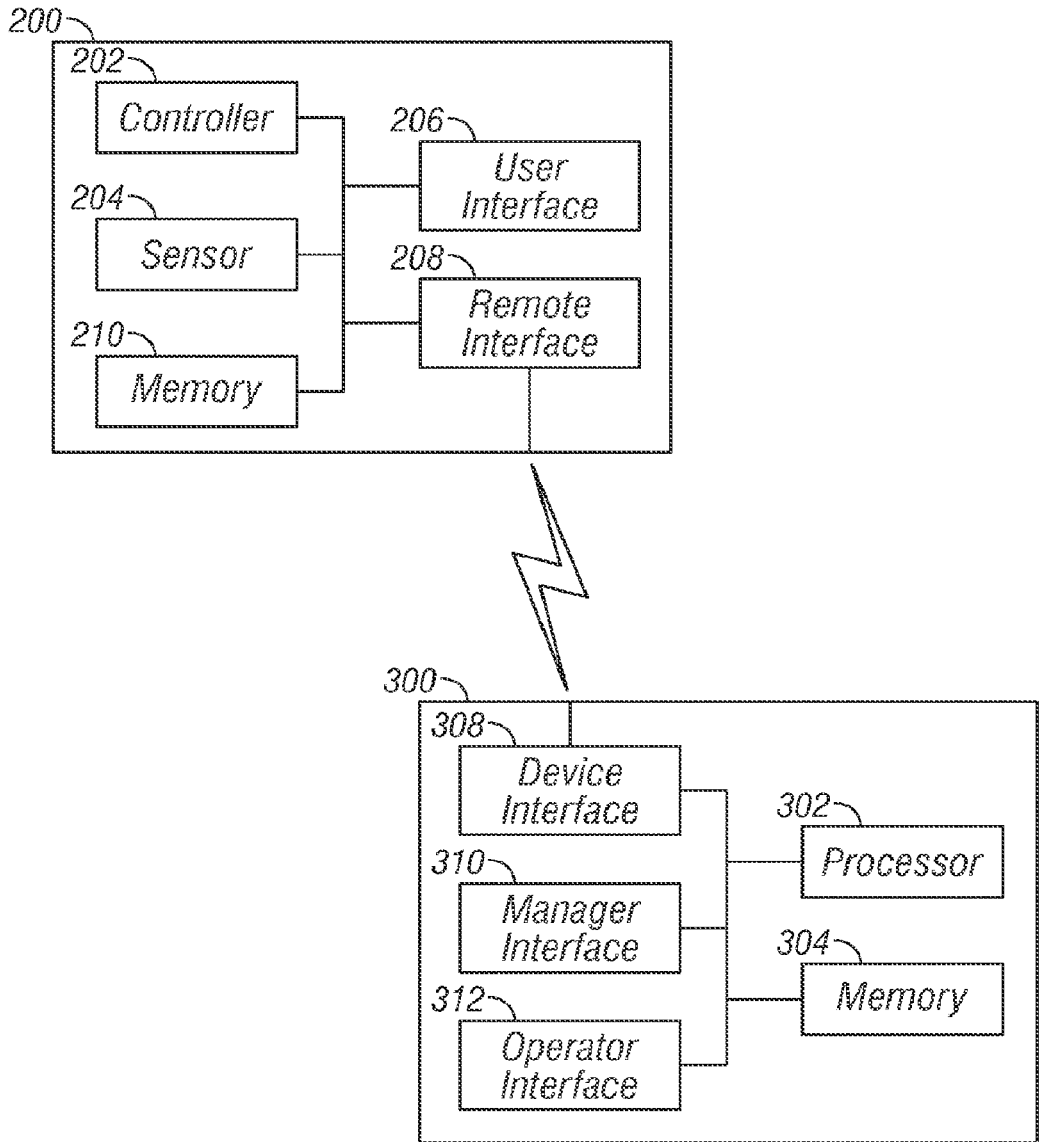 200
202
Controller
206
User
Interface
204
Sensor
208
Remote
Interface
210
Memory
300
308
Device
Interface
302
Processor
310
Manager
Interface
304
Memory
312
Operator
Interface